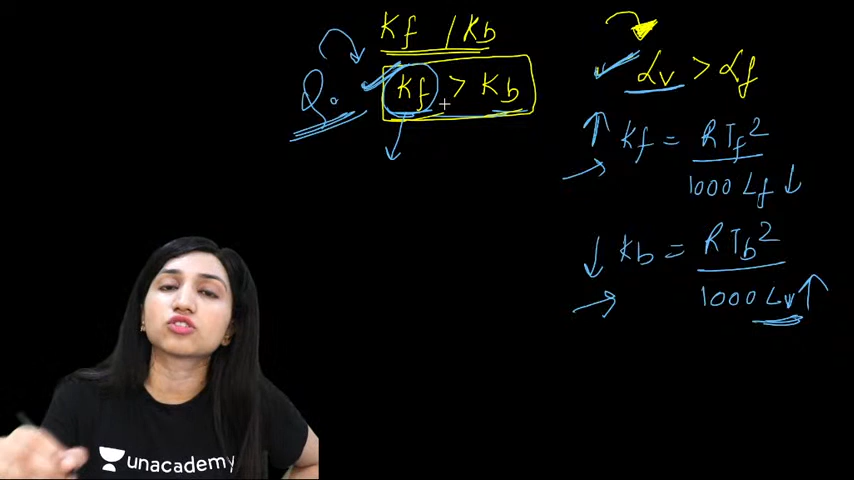 Kf / Kb
Q.
Kf > Kb
Lv > Lf
Kf = RTf²
1000 Lf
Kb = RTb²
1000 Lv
unacademy